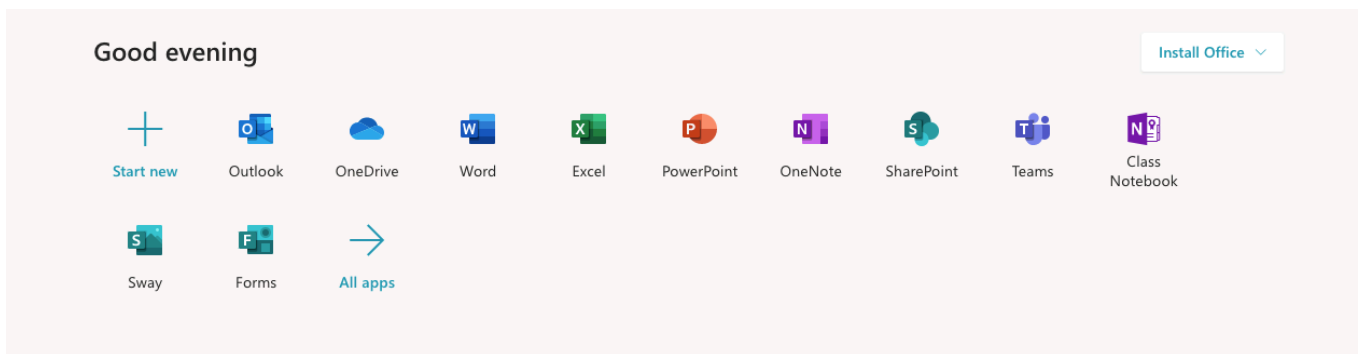 Good evening
Install Office
Start new
Outlook
OneDrive
Word
Excel
PowerPoint
OneNote
SharePoint
Teams
Class
Notebook
Sway
Forms
All apps